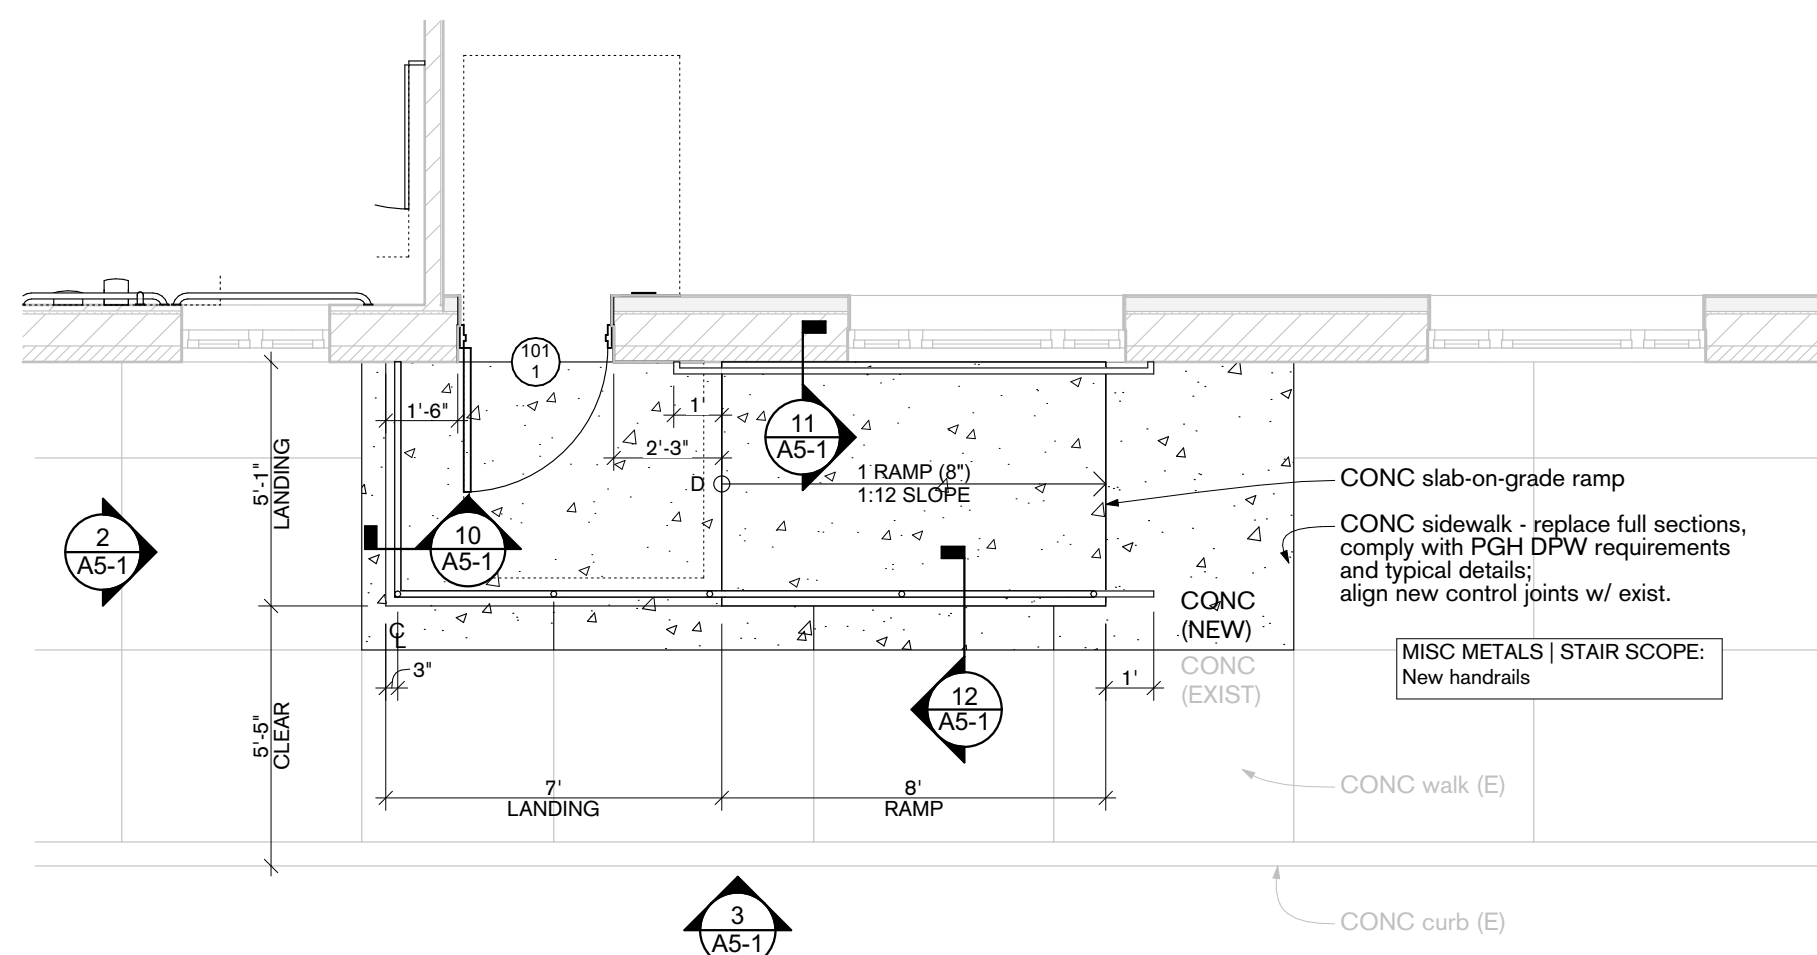 101
1
1'-6"
1'
2'-3"
11
A5-1
5'-1"
LANDING
D
1 RAMP (8")
1:12 SLOPE
CONC slab-on-grade ramp
CONC sidewalk - replace full sections,
comply with PGH DPW requirements
and typical details;
align new control joints w/ exist.
2
A5-1
10
A5-1
CONC
(NEW)
CL
3"
CONC
(EXIST)
1'
MISC METALS | STAIR SCOPE:
New handrails
12
A5-1
5'-5"
CLEAR
7'
LANDING
8'
RAMP
CONC walk (E)
3
A5-1
CONC curb (E)